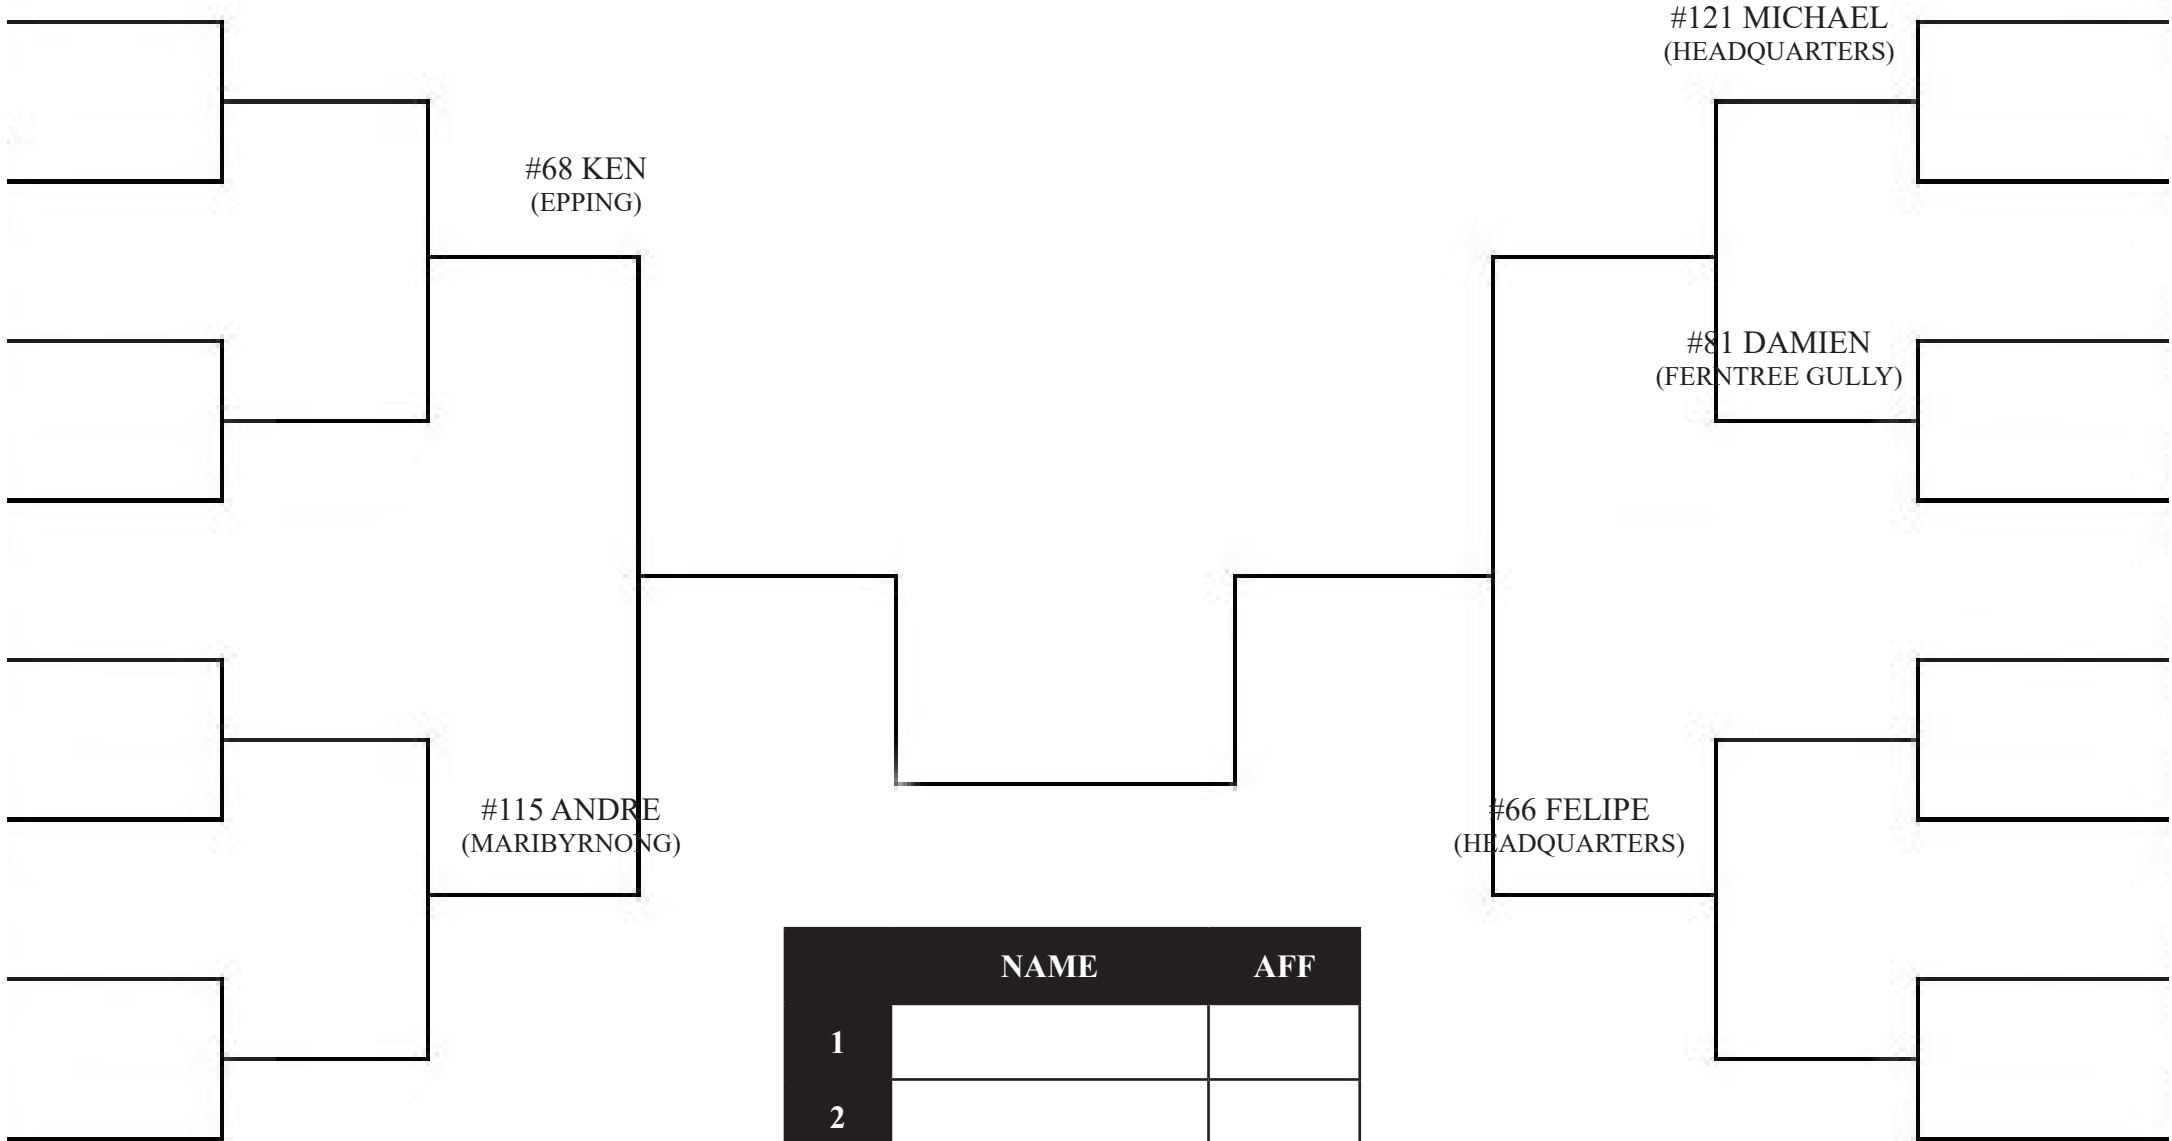 #121 MICHAEL
(HEADQUARTERS)
#68 KEN
(EPPING)
#81 DAMIEN
(FERNTREE GULLY)
#115 ANDRE
(MARIBYRNONG)
#66 FELIPE
(HEADQUARTERS)
NAME AFF
1
2